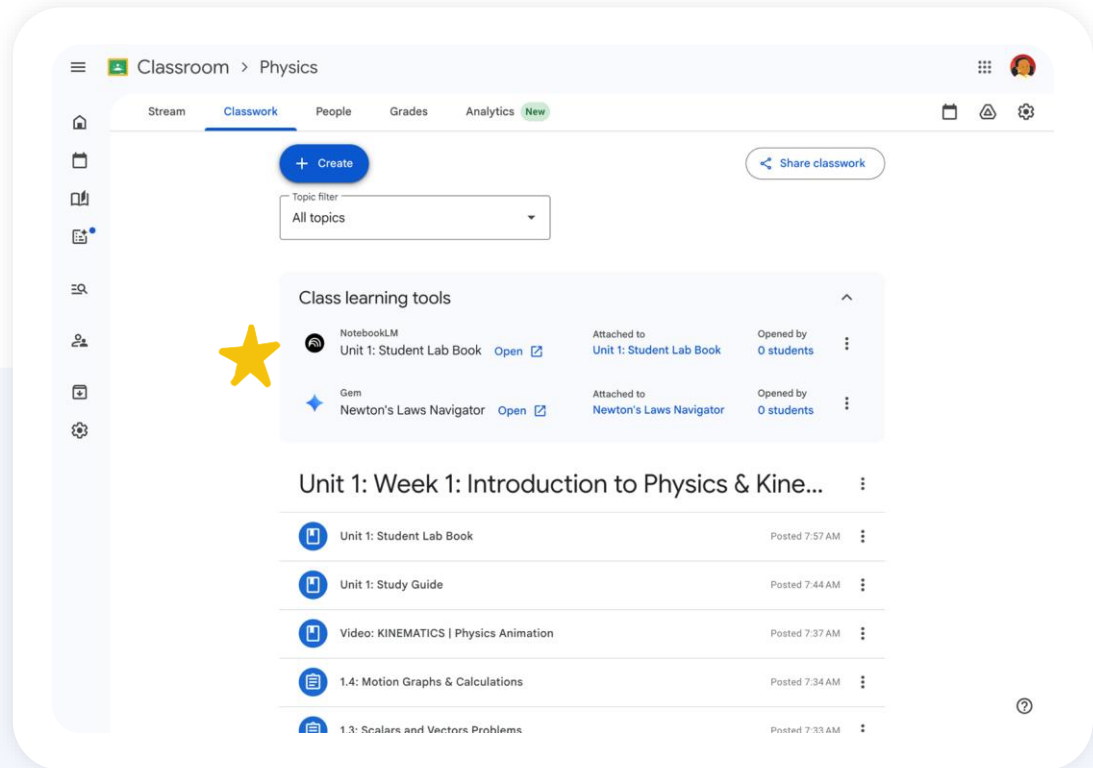 Classroom > Physics
Stream Classwork People Grades Analytics New
+ Create
Share classwork
Topic filter
All topics
Class learning tools
NotebookLM
Unit 1: Student Lab Book Open
Attached to
Unit 1: Student Lab Book
Opened by
0 students
Gem
Newton's Laws Navigator Open
Attached to
Newton's Laws Navigator
Opened by
0 students
Unit 1: Week 1: Introduction to Physics & Kine...
Unit 1: Student Lab Book Posted 7:57 AM
Unit 1: Study Guide Posted 7:44 AM
Video: KINEMATICS | Physics Animation Posted 7:37 AM
1.4: Motion Graphs & Calculations Posted 7:34 AM
1.3: Scalars and Vectors Problems Posted 7:33 AM